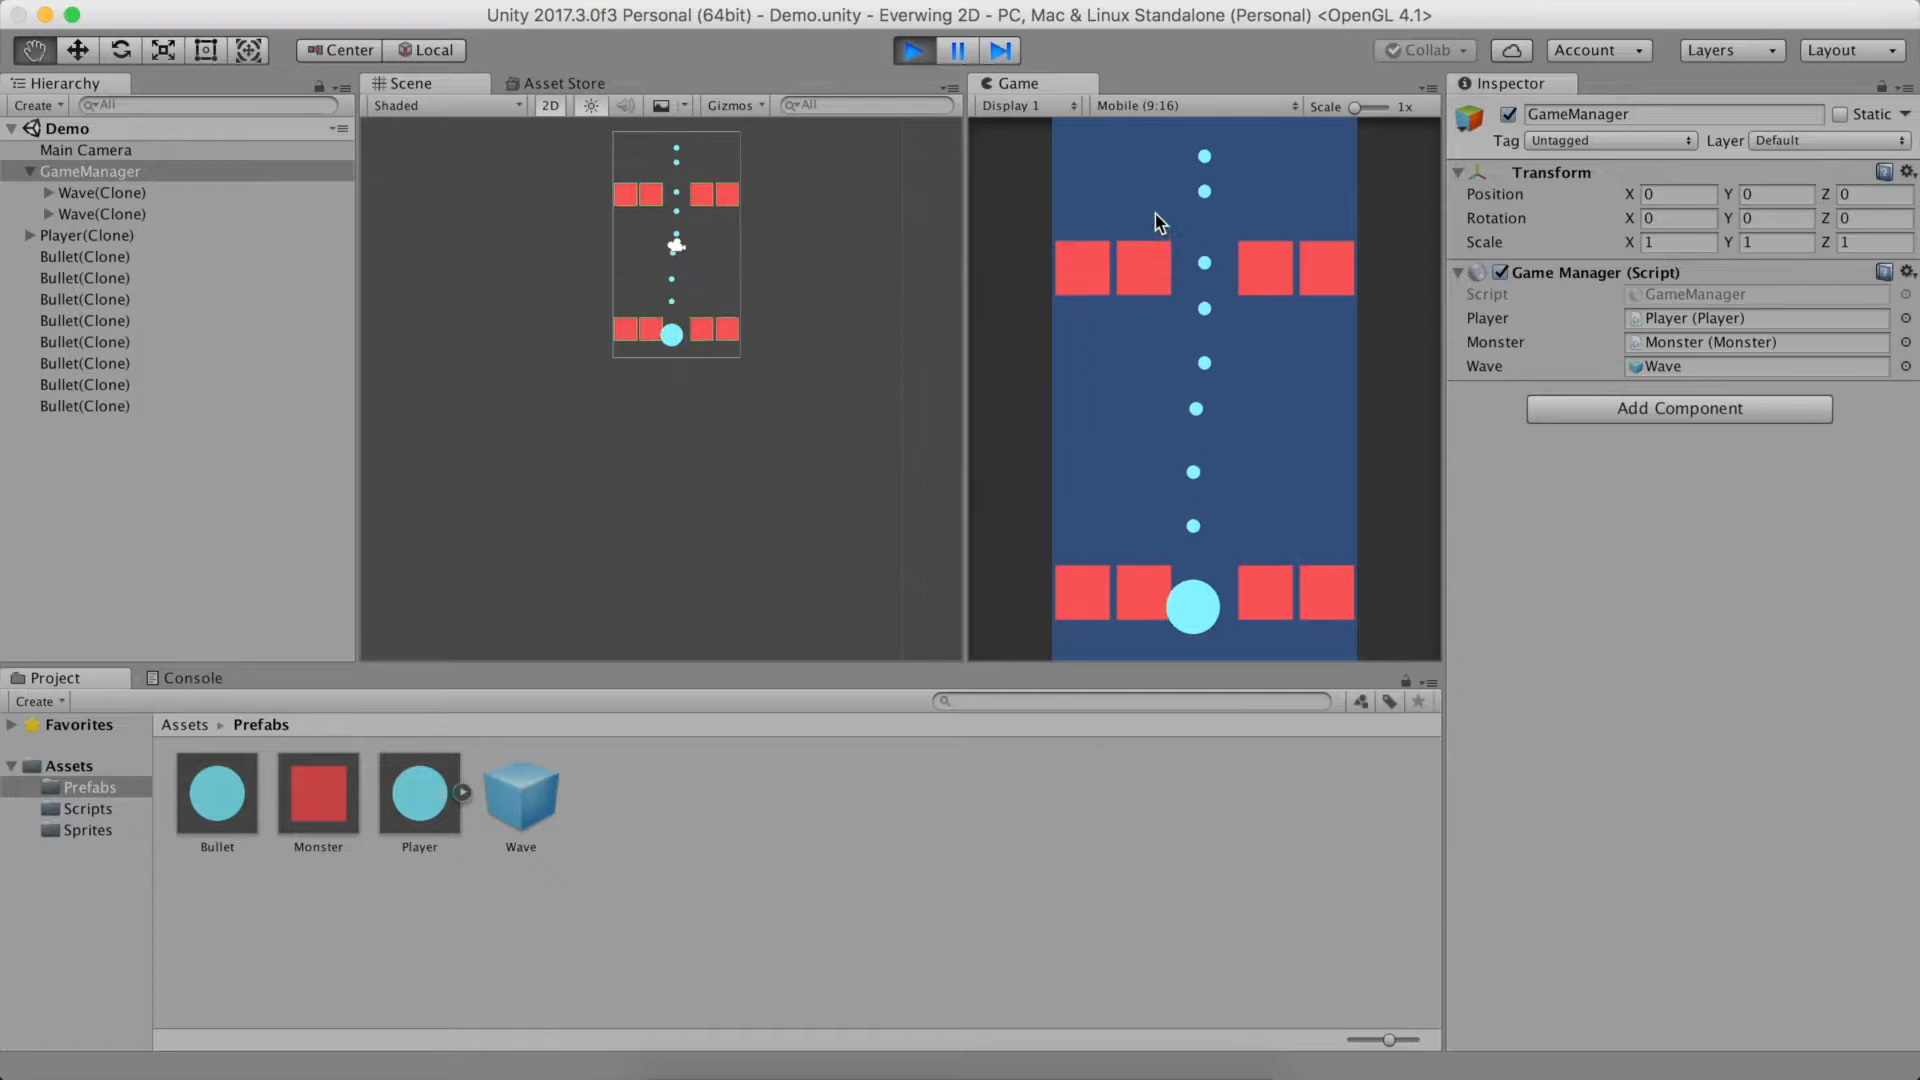 Unity 2017.3.0f3 Personal (64bit) - Demo.unity - Everwing 2D - PC, Mac & Linux Standalone (Personal) <OpenGL 4.1>
Center Local Collab Account Layers Layout
Hierarchy
Create All
Demo
Main Camera
GameManager
Wave(Clone)
Wave(Clone)
Player(Clone)
Bullet(Clone)
Bullet(Clone)
Bullet(Clone)
Bullet(Clone)
Bullet(Clone)
Bullet(Clone)
Bullet(Clone)
Bullet(Clone)
Scene Asset Store
Shaded 2D Gizmos All
Game
Display 1 Mobile (9:16) Scale 1x
Inspector
GameManager Static
Tag Untagged Layer Default
Transform
Position X 0 Y 0 Z 0
Rotation X 0 Y 0 Z 0
Scale X 1 Y 1 Z 1
Game Manager (Script)
Script GameManager
Player Player (Player)
Monster Monster (Monster)
Wave Wave
Add Component
Project Console
Create
Favorites
Assets
Prefabs
Scripts
Sprites
Assets Prefabs
Bullet Monster Player Wave